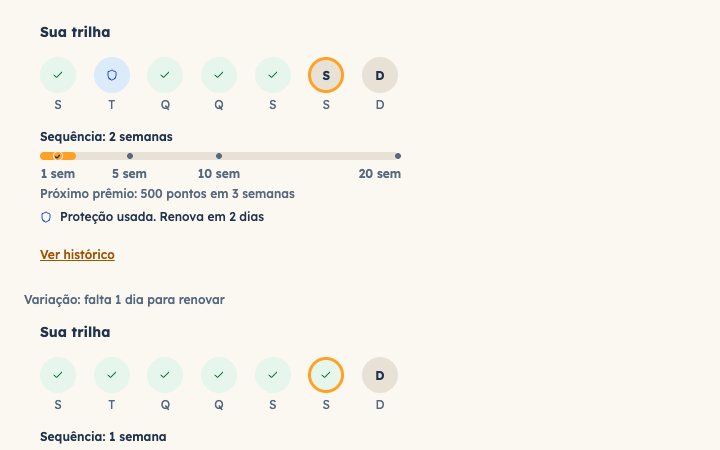 Sua trilha
S D
S T Q Q S S D
Sequência: 2 semanas
1 sem 5 sem 10 sem 20 sem
Próximo prêmio: 500 pontos em 3 semanas
Proteção usada. Renova em 2 dias
Ver histórico
Variação: falta 1 dia para renovar
Sua trilha
D
S T Q Q S S D
Sequência: 1 semana